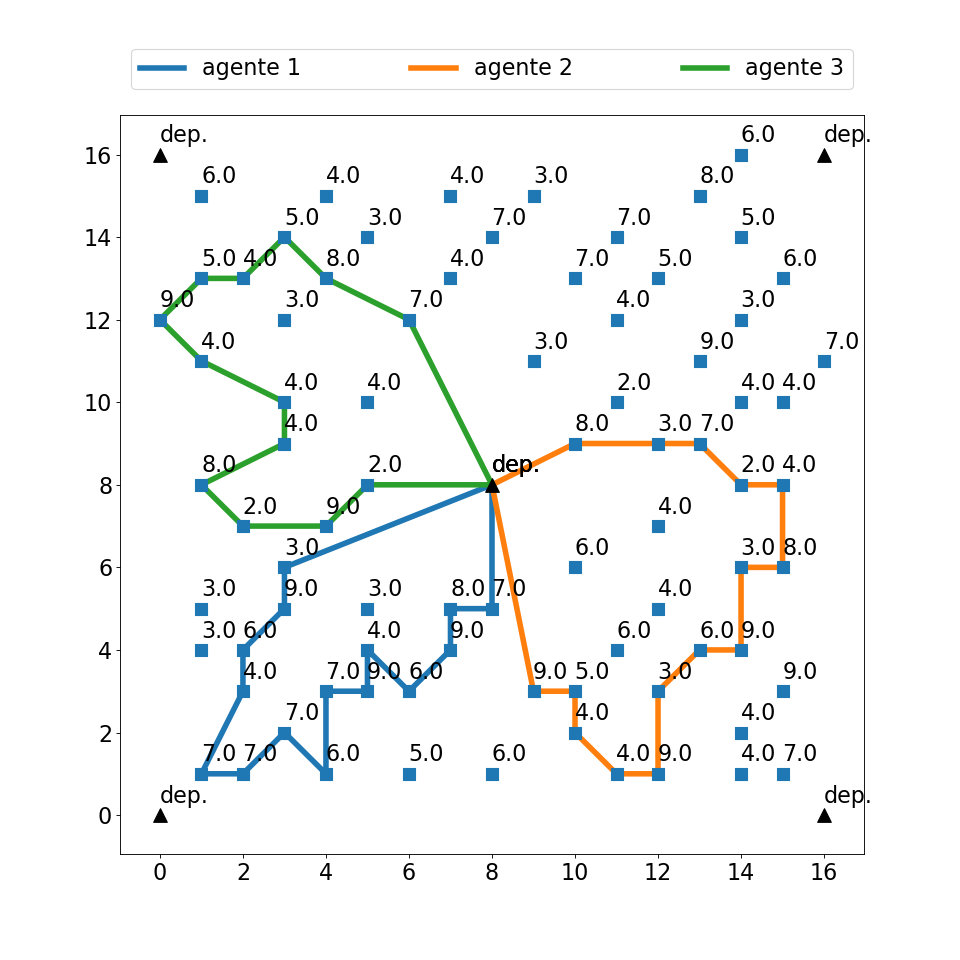 agente 1 agente 2 agente 3
dep. 6.0 dep.
16
6.0 4.0 4.0 3.0 8.0
5.0 3.0 7.0 7.0 5.0
14
5.0 4.0 8.0 4.0 7.0 5.0 6.0
9.0 3.0 7.0 4.0 3.0
12
4.0 3.0 9.0 7.0
4.0 4.0 2.0 4.0 4.0
10
4.0 8.0 3.0 7.0
8.0 2.0 dep. 2.0 4.0
8
2.0 9.0 4.0
3.0 6.0 3.0 8.0
6
3.0 9.0 3.0 8.0 7.0 4.0
3.0 6.0 4.0 9.0 6.0 6.0 9.0
4
4.0 7.0 9.0 6.0 9.0 5.0 3.0 9.0
7.0 4.0 4.0
2
7.0 7.0 6.0 5.0 6.0 4.0 9.0 4.0 7.0
dep. dep.
0
0 2 4 6 8 10 12 14 16